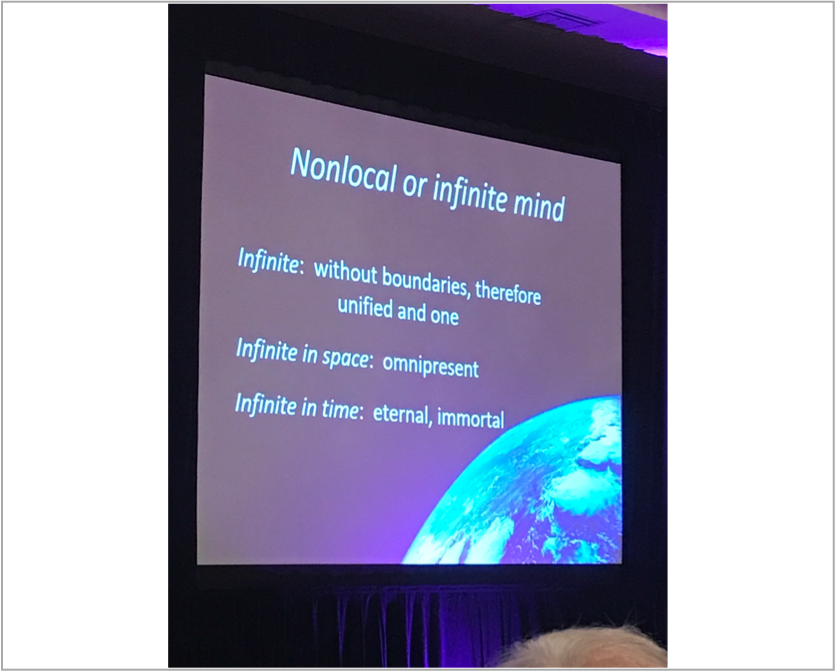 Nonlocal or infinite mind
Infinite: without boundaries, therefore
unified and one
Infinite in space: omnipresent
Infinite in time: eternal, immortal